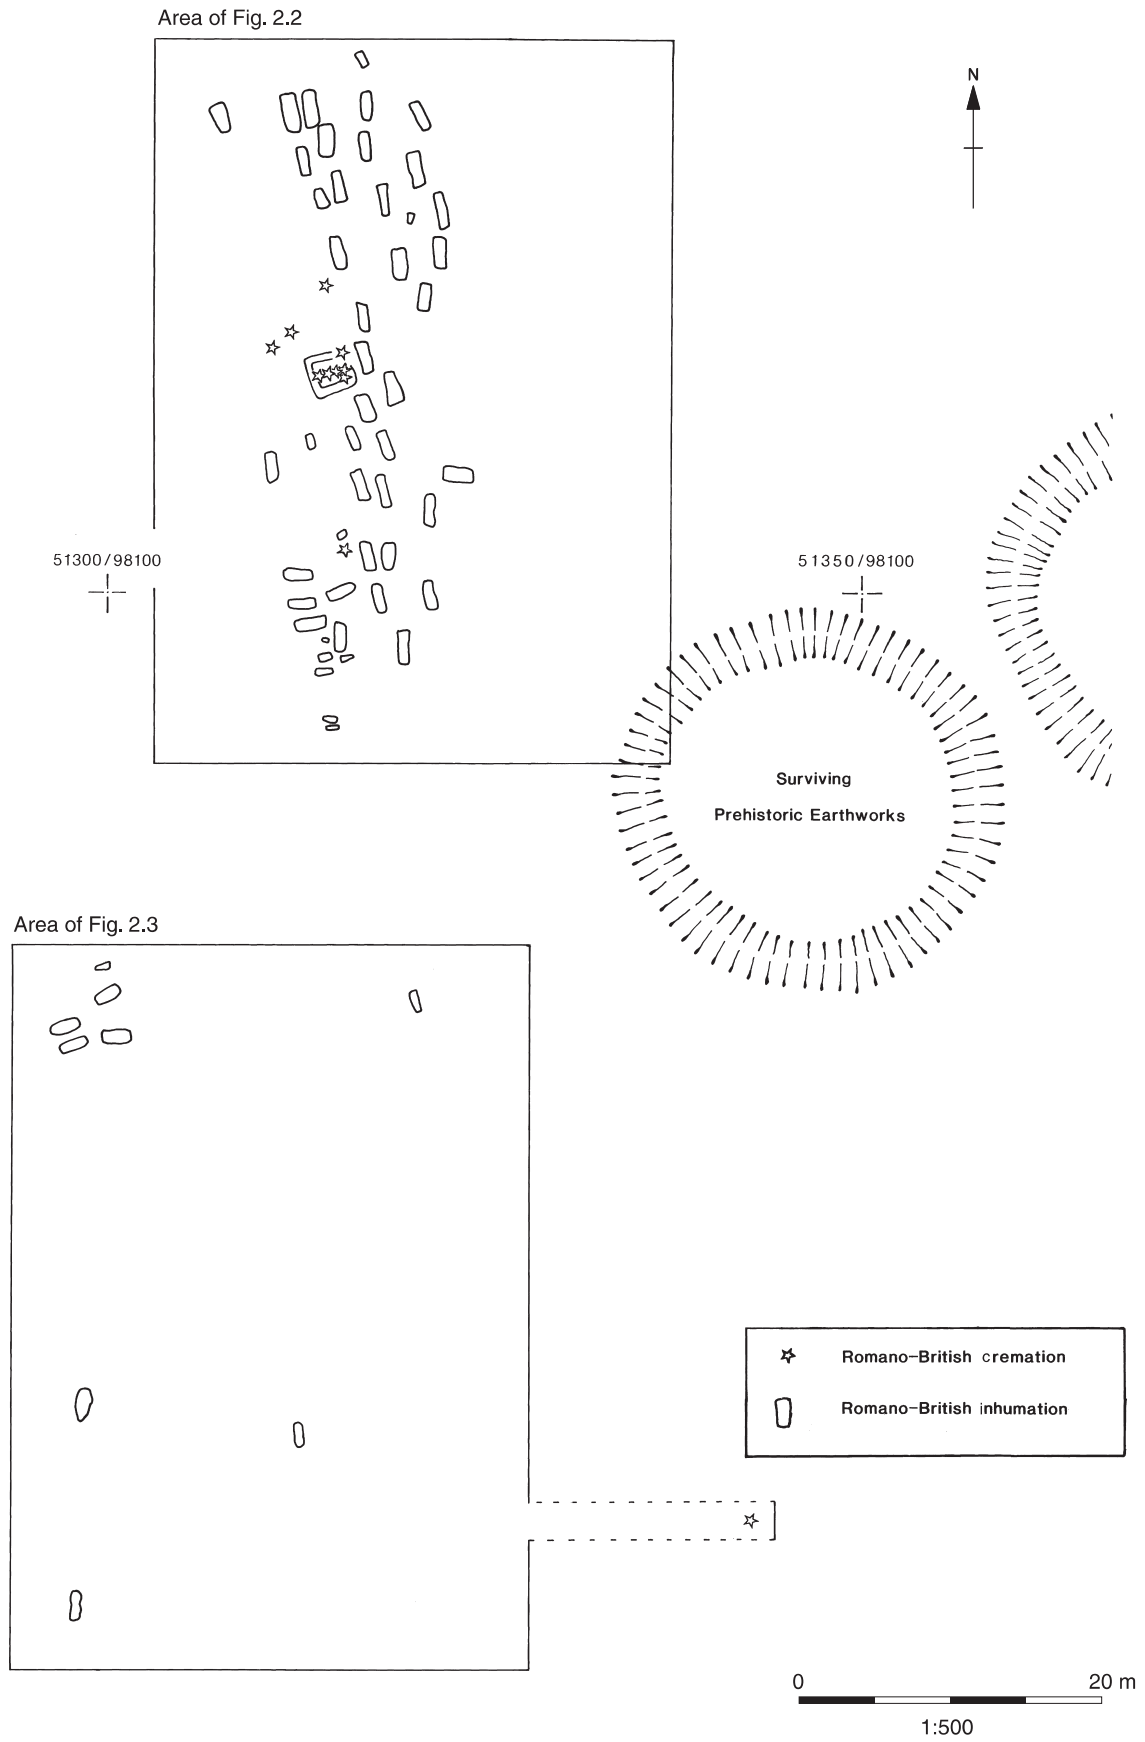 Area of Fig. 2.2
N
51300/98100
51350/98100
Surviving
Prehistoric Earthworks
Area of Fig. 2.3
Romano-British cremation
Romano-British inhumation
0 20 m
1:500